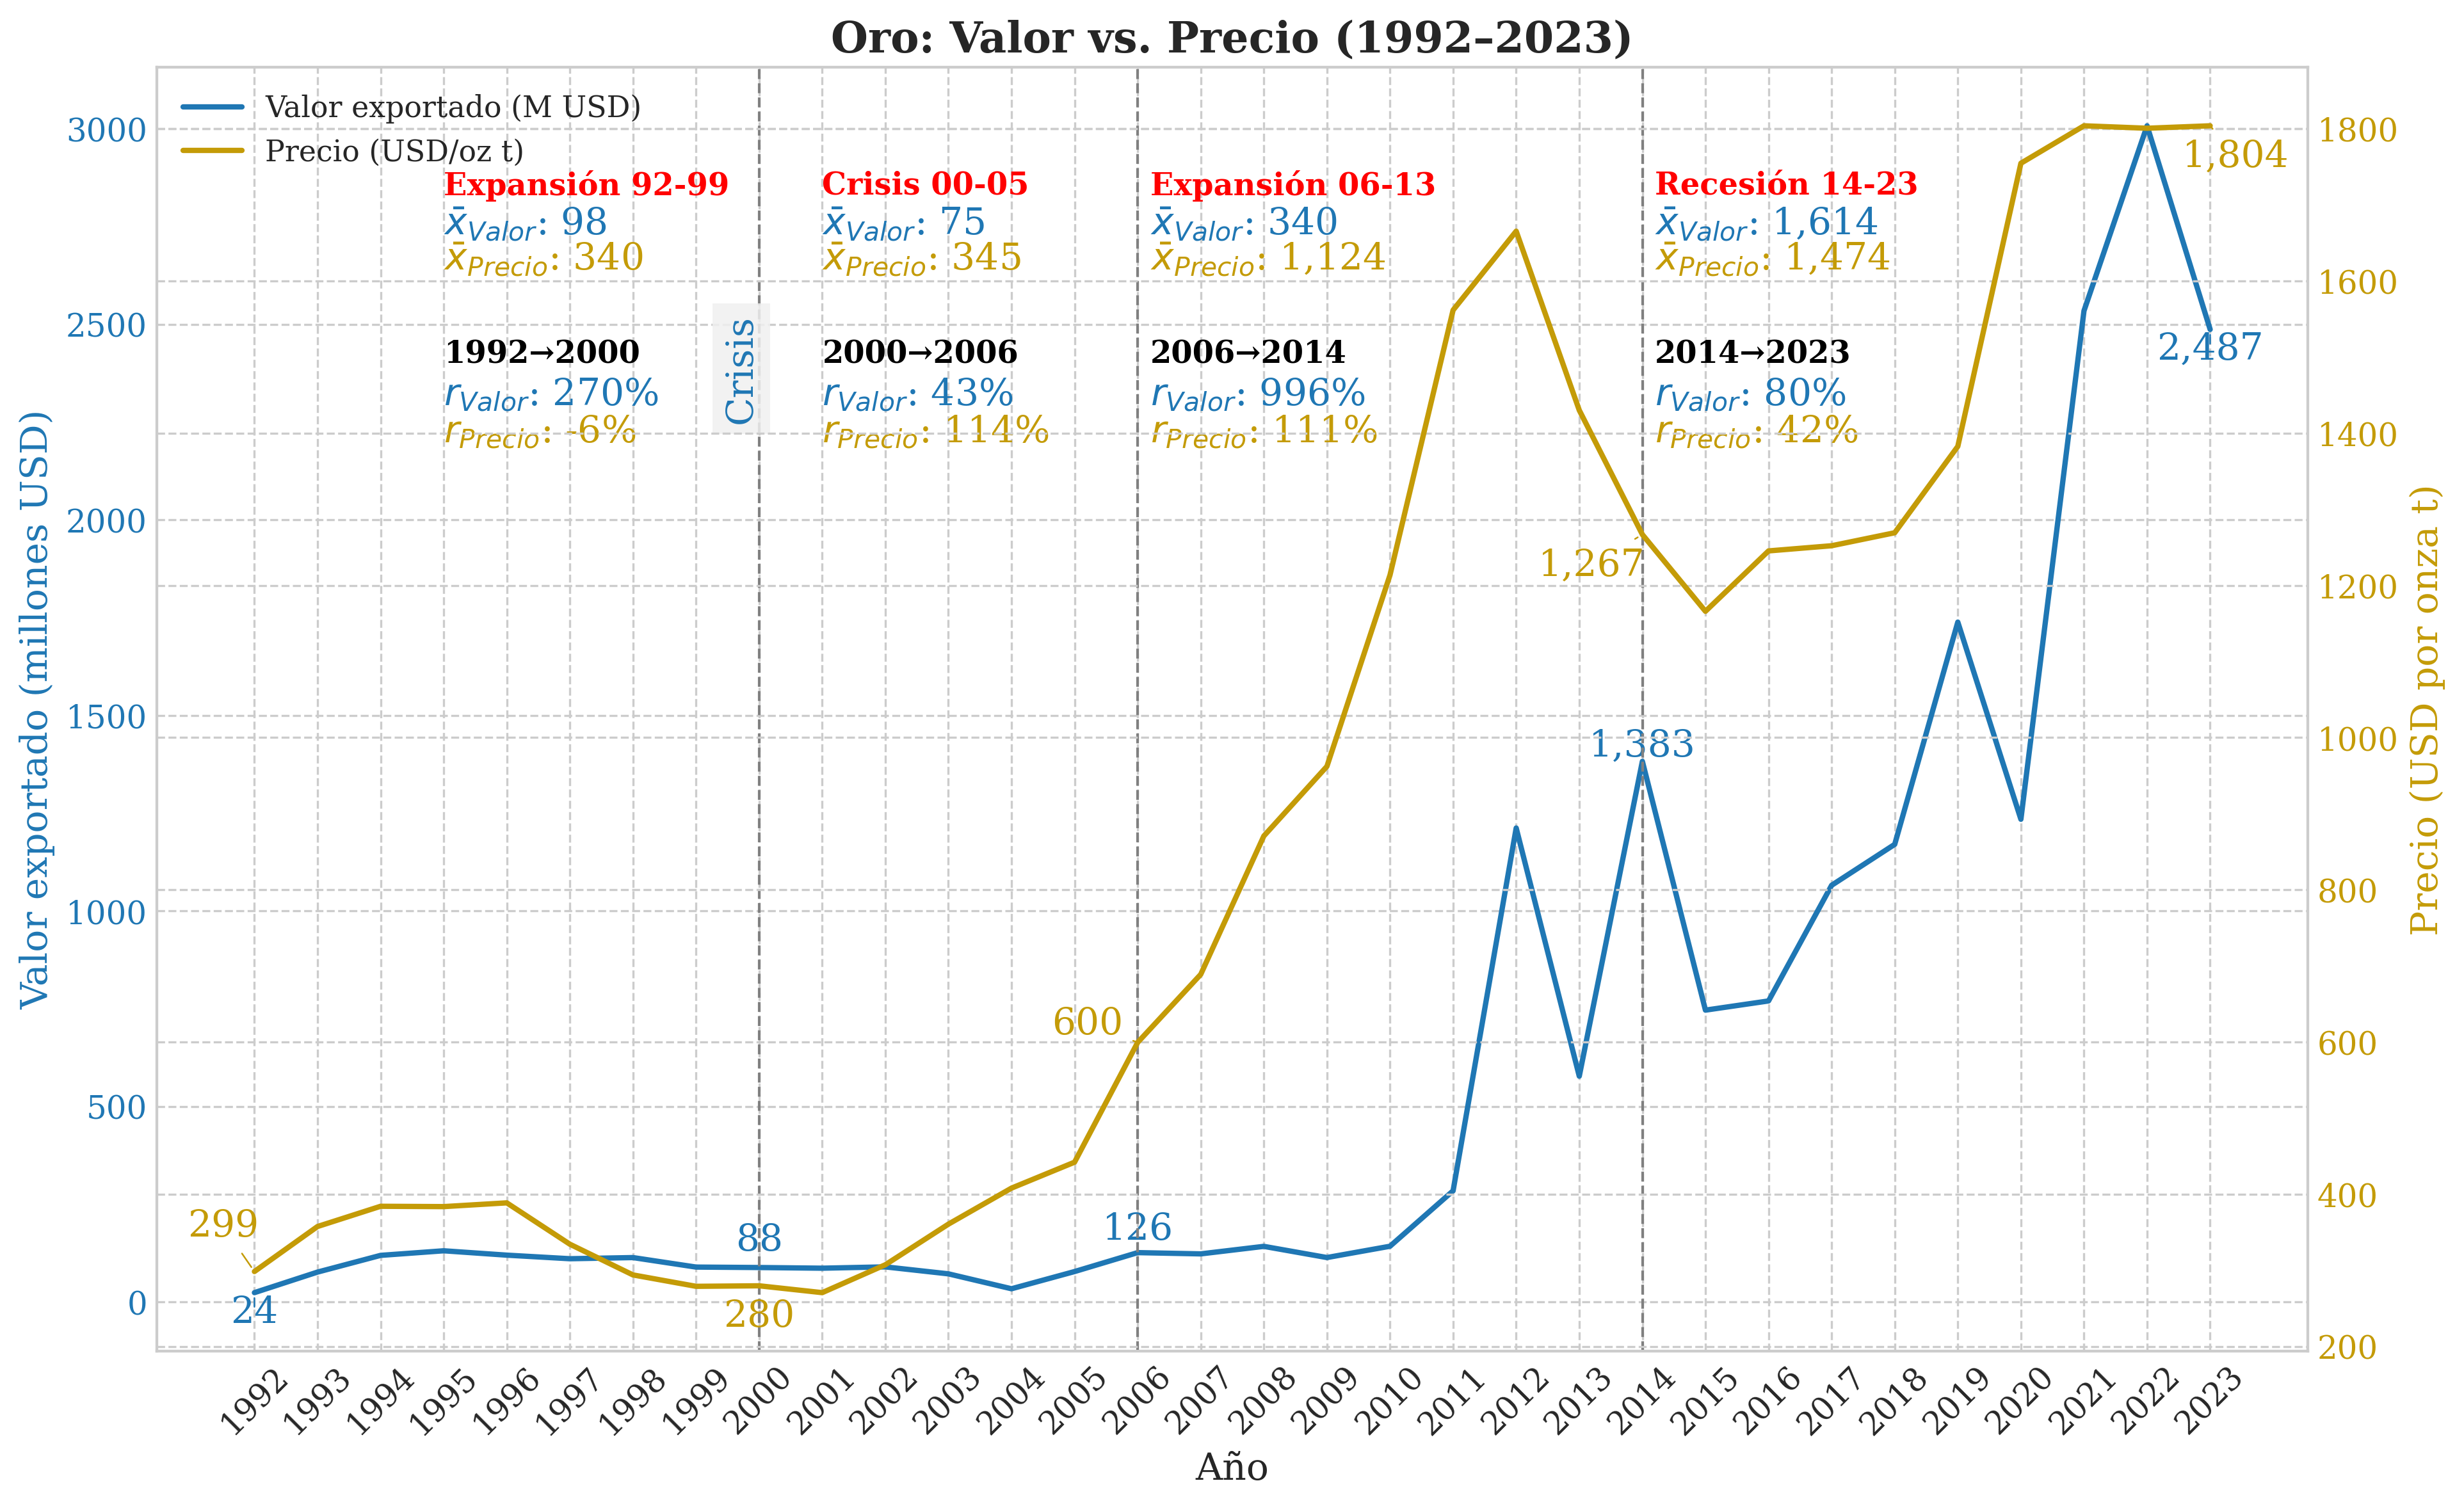 Oro: Valor vs. Precio (1992–2023)
Valor exportado (M USD)
Precio (USD/oz t)
Expansión 92-99
x̄Valor: 98
x̄Precio: 340
Crisis 00-05
x̄Valor: 75
x̄Precio: 345
Expansión 06-13
x̄Valor: 340
x̄Precio: 1,124
Recesión 14-23
x̄Valor: 1,614
x̄Precio: 1,474
1992→2000
rValor: 270%
rPrecio: -6%
Crisis
2000→2006
rValor: 43%
rPrecio: 114%
2006→2014
rValor: 996%
rPrecio: 111%
2014→2023
rValor: 80%
rPrecio: 42%
1,804
2,487
1,267
1,383
600
126
299
24
88
280
Valor exportado (millones USD)
3000
2500
2000
1500
1000
500
0
Precio (USD por onza t)
1800
1600
1400
1200
1000
800
600
400
200
1992 1993 1994 1995 1996 1997 1998 1999 2000 2001 2002 2003 2004 2005 2006 2007 2008 2009 2010 2011 2012 2013 2014 2015 2016 2017 2018 2019 2020 2021 2022 2023
Año